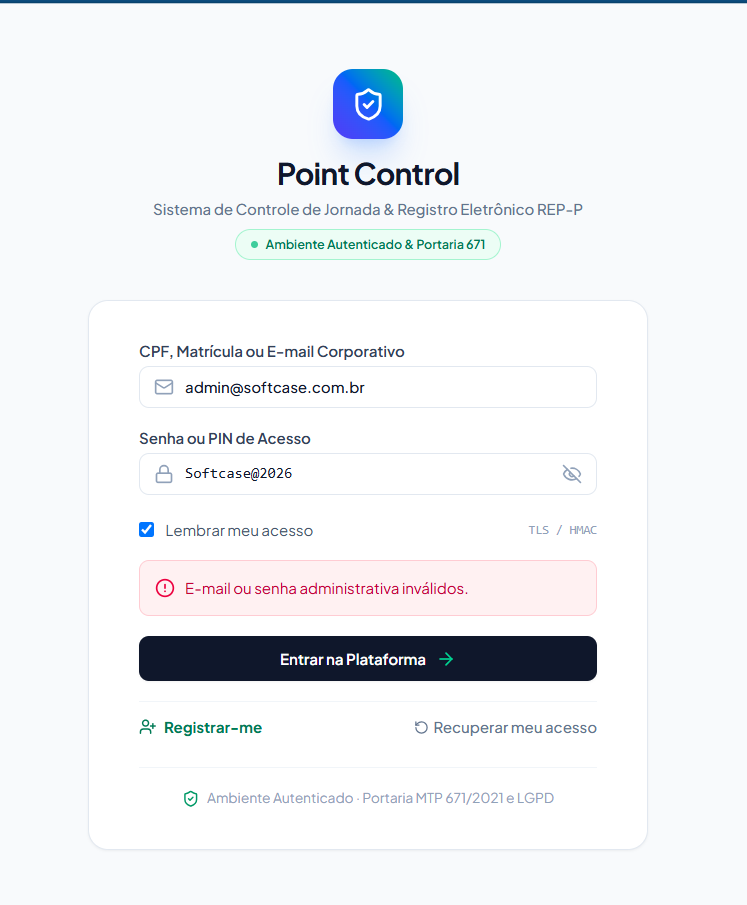 Point Control
Sistema de Controle de Jornada & Registro Eletrônico REP-P
Ambiente Autenticado & Portaria 671
CPF, Matrícula ou E-mail Corporativo
admin@softcase.com.br
Senha ou PIN de Acesso
Softcase@2026
Lembrar meu acesso
TLS / HMAC
E-mail ou senha administrativa inválidos.
Entrar na Plataforma
Registrar-me
Recuperar meu acesso
Ambiente Autenticado · Portaria MTP 671/2021 e LGPD